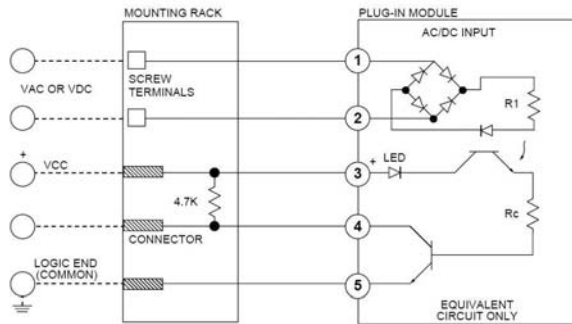 MOUNTING RACK
PLUG-IN MODULE
AC/DC INPUT
1
SCREW
TERMINALS
VAC OR VDC
R1
2
+
VCC
3
+
LED
4.7K
Rc
4
CONNECTOR
LOGIC END
(COMMON)
5
EQUIVALENT
CIRCUIT ONLY